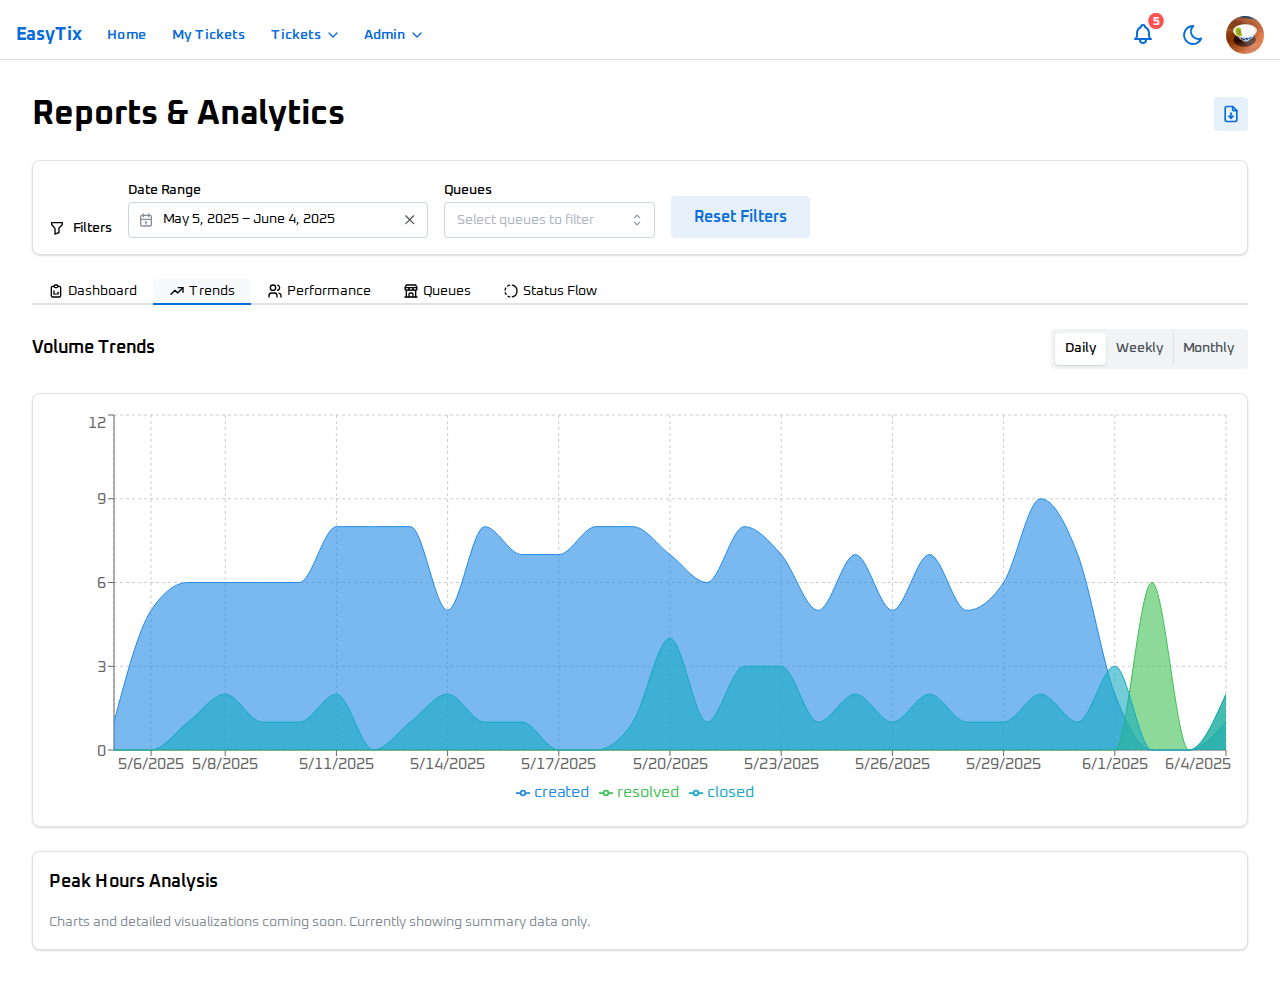 EasyTix Home My Tickets Tickets Admin 5
Reports & Analytics
Date Range Queues
Filters May 5, 2025 – June 4, 2025 Select queues to filter Reset Filters
Dashboard Trends Performance Queues Status Flow
Volume Trends Daily Weekly Monthly
12
9
6
3
0
5/6/2025 5/8/2025 5/11/2025 5/14/2025 5/17/2025 5/20/2025 5/23/2025 5/26/2025 5/29/2025 6/1/2025 6/4/2025
created resolved closed
Peak Hours Analysis
Charts and detailed visualizations coming soon. Currently showing summary data only.